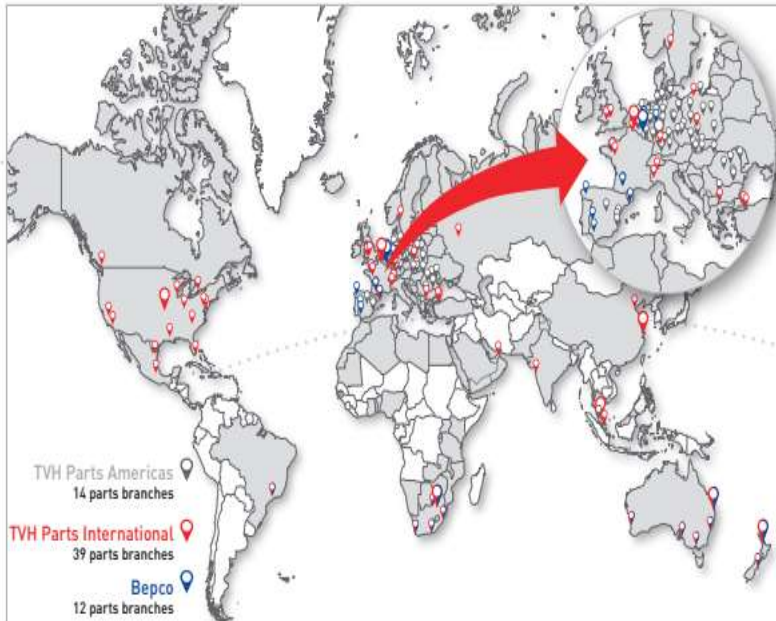 TVH Parts Americas
14 parts branches
TVH Parts International
39 parts branches
Bepco
12 parts branches